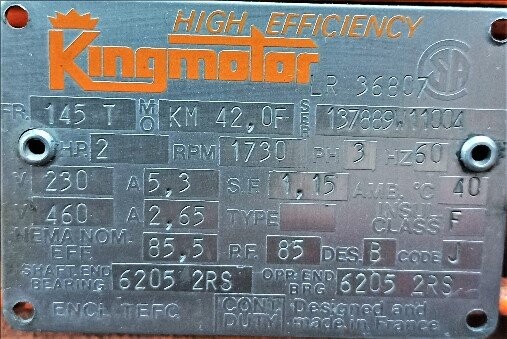 HIGH EFFICIENCY
Kingmotor
LR 36807 SA
FR. 145 T MO KM 42,0F SER 137889.11004
HP 2 RPM 1730 PH 3 HZ 60
V 230 A 5,3 S.F. 1,15 AMB. °C 40
V 460 A 2,65 TYPE INS. CLASS F
NEMA NOM. EFF. 85,5 P.F. 85 DES. B CODE J
SHAFT END BEARING 6205 2RS OPP. END BRG 6205 2RS
ENCL TEFC CONT DUTY Designed and made in France